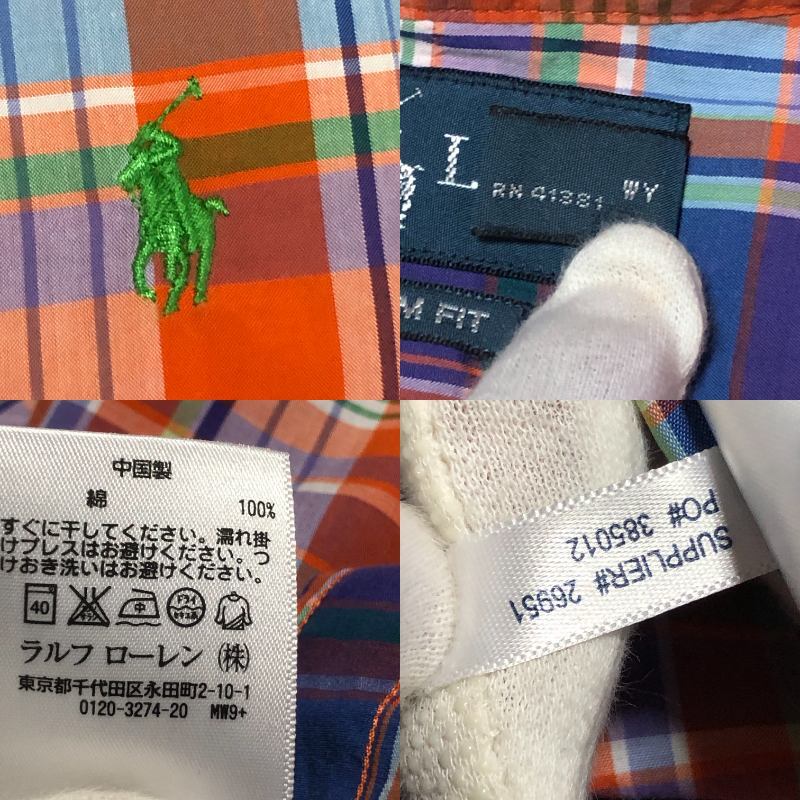 L
RN 41381 WY
M FIT
中国製
綿 100%
すぐに干してください。濡れ掛
けプレスはお避けください。つ
けおき洗いはお避けください。
40 中 ドライ
ラルフ ローレン (株)
東京都千代田区永田町2-10-1
0120-3274-20 MW9+
SUPPLIER# 26951
PO# 385012